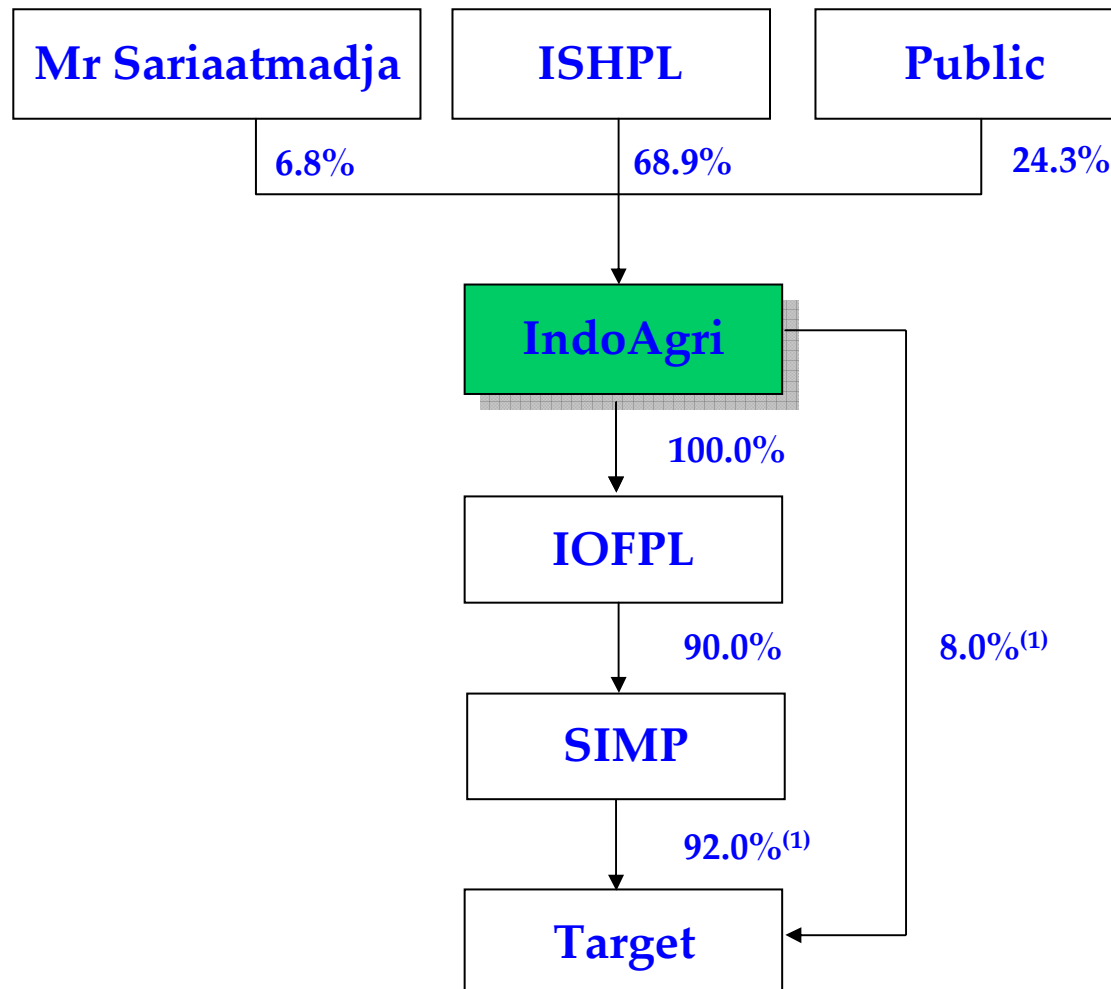 Mr Sariaatmadja
ISHPL
Public
6.8%
68.9%
24.3%
IndoAgri
100.0%
IOFPL
90.0%
8.0%(1)
SIMP
92.0%(1)
Target